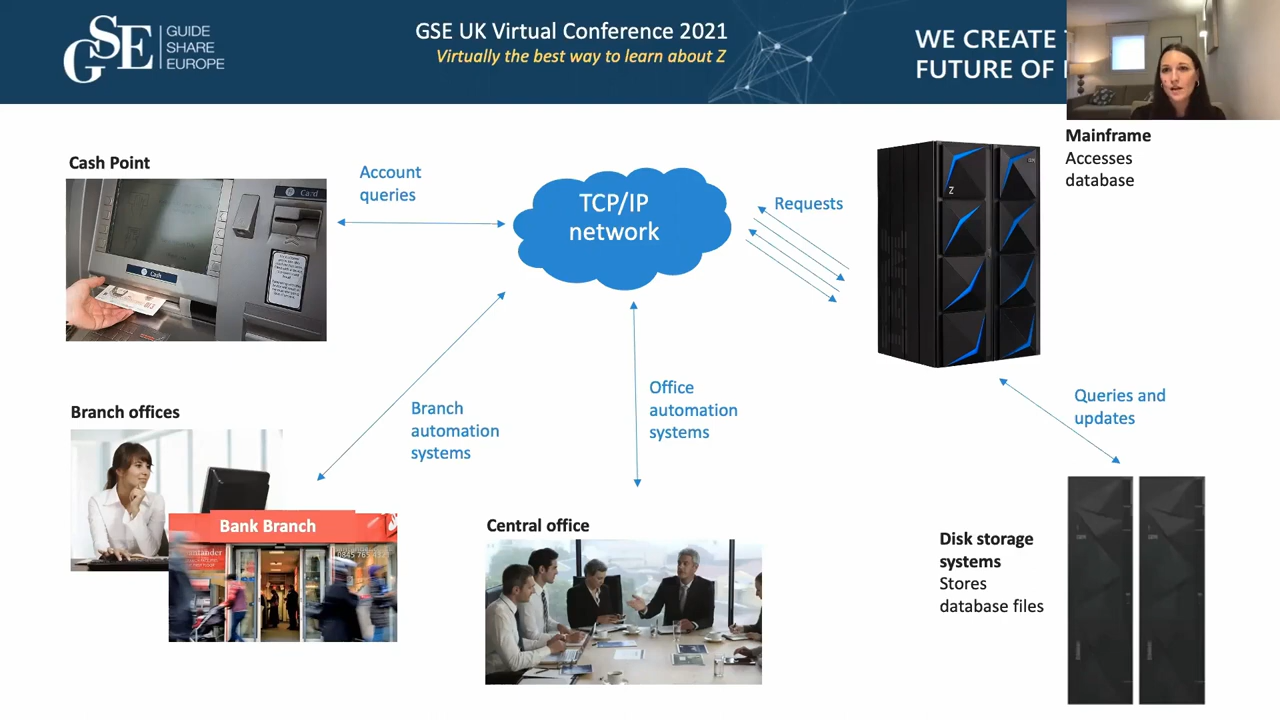 GSE
GUIDE
SHARE
EUROPE
GSE UK Virtual Conference 2021
Virtually the best way to learn about Z
WE CREATE
FUTURE OF
Cash Point
Card
Cash
Account
queries
TCP/IP
network
Requests
Z
Mainframe
Accesses
database
Branch offices
Bank Branch
Branch
automation
systems
Office
automation
systems
Queries and
updates
Central office
Disk storage
systems
Stores
database files